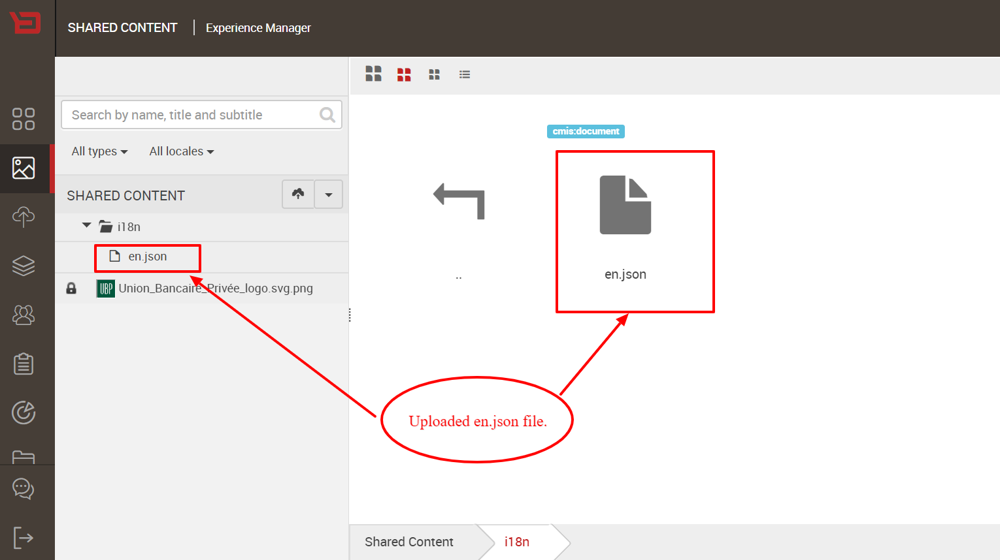 SHARED CONTENT
Experience Manager
Search by name, title and subtitle
All types
All locales
SHARED CONTENT
i18n
en.json
UBP
Union_Bancaire_Privée_logo.svg.png
cmis:document
..
en.json
Uploaded en.json file.
Shared Content
i18n